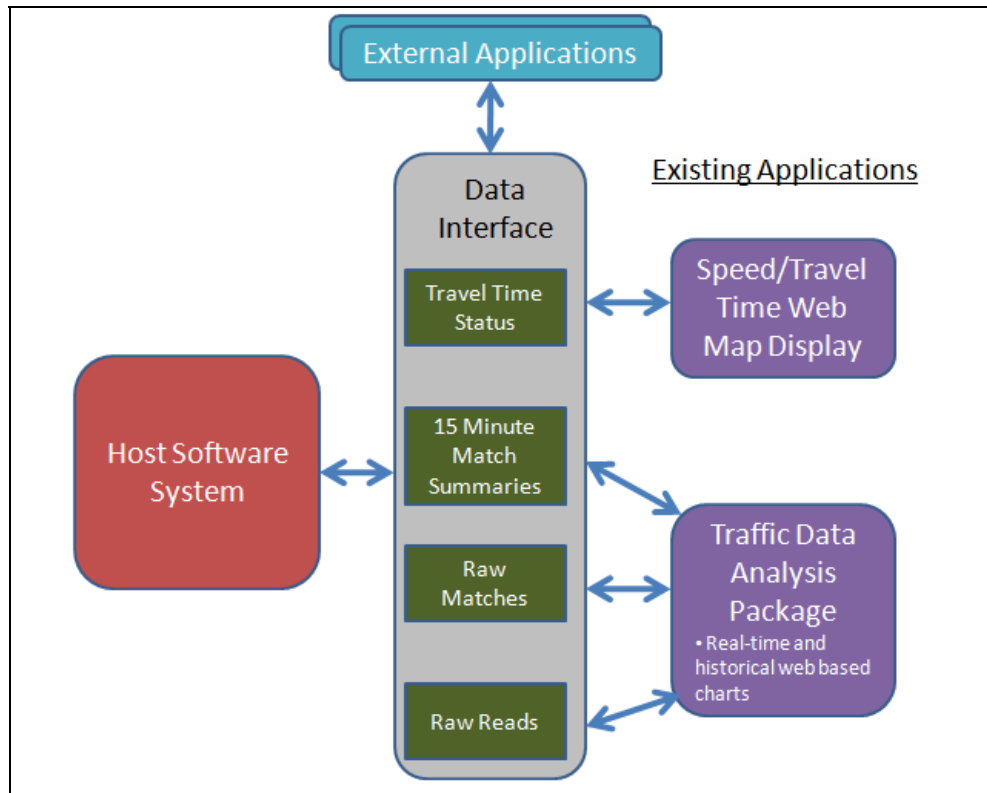 External Applications
Existing Applications
Data
Interface
Travel Time
Status
Speed/Travel
Time Web
Map Display
Host Software
System
15 Minute
Match
Summaries
Raw
Matches
Traffic Data
Analysis
Package
• Real-time and
historical web based
charts
Raw Reads